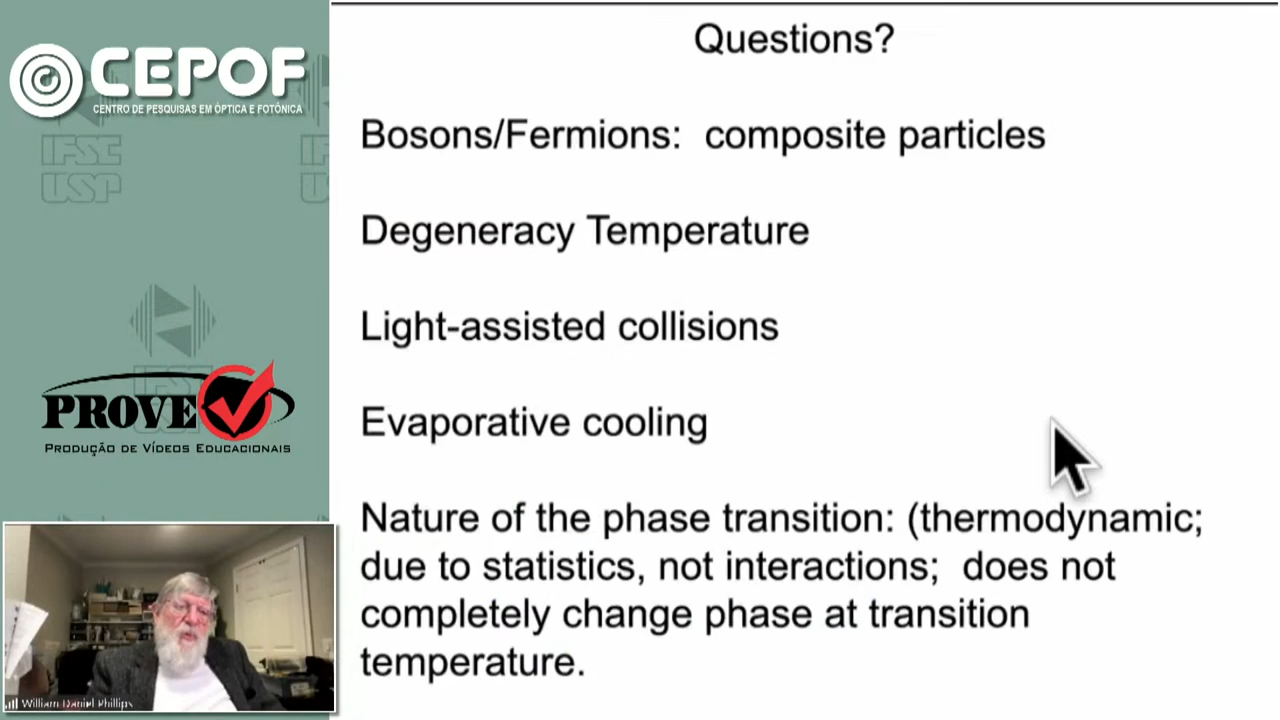 CEPOF
CENTRO DE PESQUISAS EM ÓPTICA E FOTÔNICA
IFSC
USP
PROVE
PRODUÇÃO DE VÍDEOS EDUCACIONAIS
William Daniel Phillips
Questions?
Bosons/Fermions: composite particles
Degeneracy Temperature
Light-assisted collisions
Evaporative cooling
Nature of the phase transition: (thermodynamic;
due to statistics, not interactions; does not
completely change phase at transition
temperature.